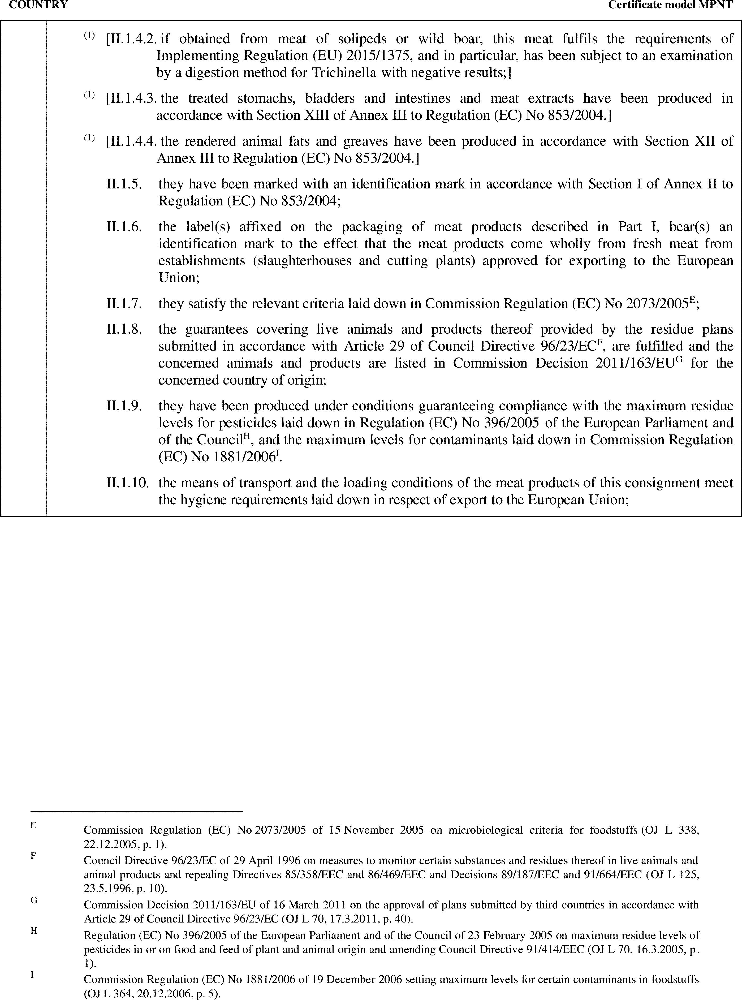 COUNTRY Certificate model MPNT
(1) [II.1.4.2. if obtained from meat of solipeds or wild boar, this meat fulfils the requirements of
Implementing Regulation (EU) 2015/1375, and in particular, has been subject to an examination
by a digestion method for Trichinella with negative results;]
(1) [II.1.4.3. the treated stomachs, bladders and intestines and meat extracts have been produced in
accordance with Section XIII of Annex III to Regulation (EC) No 853/2004.]
(1) [II.1.4.4. the rendered animal fats and greaves have been produced in accordance with Section XII of
Annex III to Regulation (EC) No 853/2004.]
II.1.5. they have been marked with an identification mark in accordance with Section I of Annex II to
Regulation (EC) No 853/2004;
II.1.6. the label(s) affixed on the packaging of meat products described in Part I, bear(s) an
identification mark to the effect that the meat products come wholly from fresh meat from
establishments (slaughterhouses and cutting plants) approved for exporting to the European
Union;
II.1.7. they satisfy the relevant criteria laid down in Commission Regulation (EC) No 2073/2005E;
II.1.8. the guarantees covering live animals and products thereof provided by the residue plans
submitted in accordance with Article 29 of Council Directive 96/23/ECF, are fulfilled and the
concerned animals and products are listed in Commission Decision 2011/163/EUG for the
concerned country of origin;
II.1.9. they have been produced under conditions guaranteeing compliance with the maximum residue
levels for pesticides laid down in Regulation (EC) No 396/2005 of the European Parliament and
of the CouncilH, and the maximum levels for contaminants laid down in Commission Regulation
(EC) No 1881/2006I.
II.1.10. the means of transport and the loading conditions of the meat products of this consignment meet
the hygiene requirements laid down in respect of export to the European Union;
E Commission Regulation (EC) No 2073/2005 of 15 November 2005 on microbiological criteria for foodstuffs (OJ L 338,
22.12.2005, p. 1).
F Council Directive 96/23/EC of 29 April 1996 on measures to monitor certain substances and residues thereof in live animals and
animal products and repealing Directives 85/358/EEC and 86/469/EEC and Decisions 89/187/EEC and 91/664/EEC (OJ L 125,
23.5.1996, p. 10).
G Commission Decision 2011/163/EU of 16 March 2011 on the approval of plans submitted by third countries in accordance with
Article 29 of Council Directive 96/23/EC (OJ L 70, 17.3.2011, p. 40).
H Regulation (EC) No 396/2005 of the European Parliament and of the Council of 23 February 2005 on maximum residue levels of
pesticides in or on food and feed of plant and animal origin and amending Council Directive 91/414/EEC (OJ L 70, 16.3.2005, p.
1).
I Commission Regulation (EC) No 1881/2006 of 19 December 2006 setting maximum levels for certain contaminants in foodstuffs
(OJ L 364, 20.12.2006, p. 5).